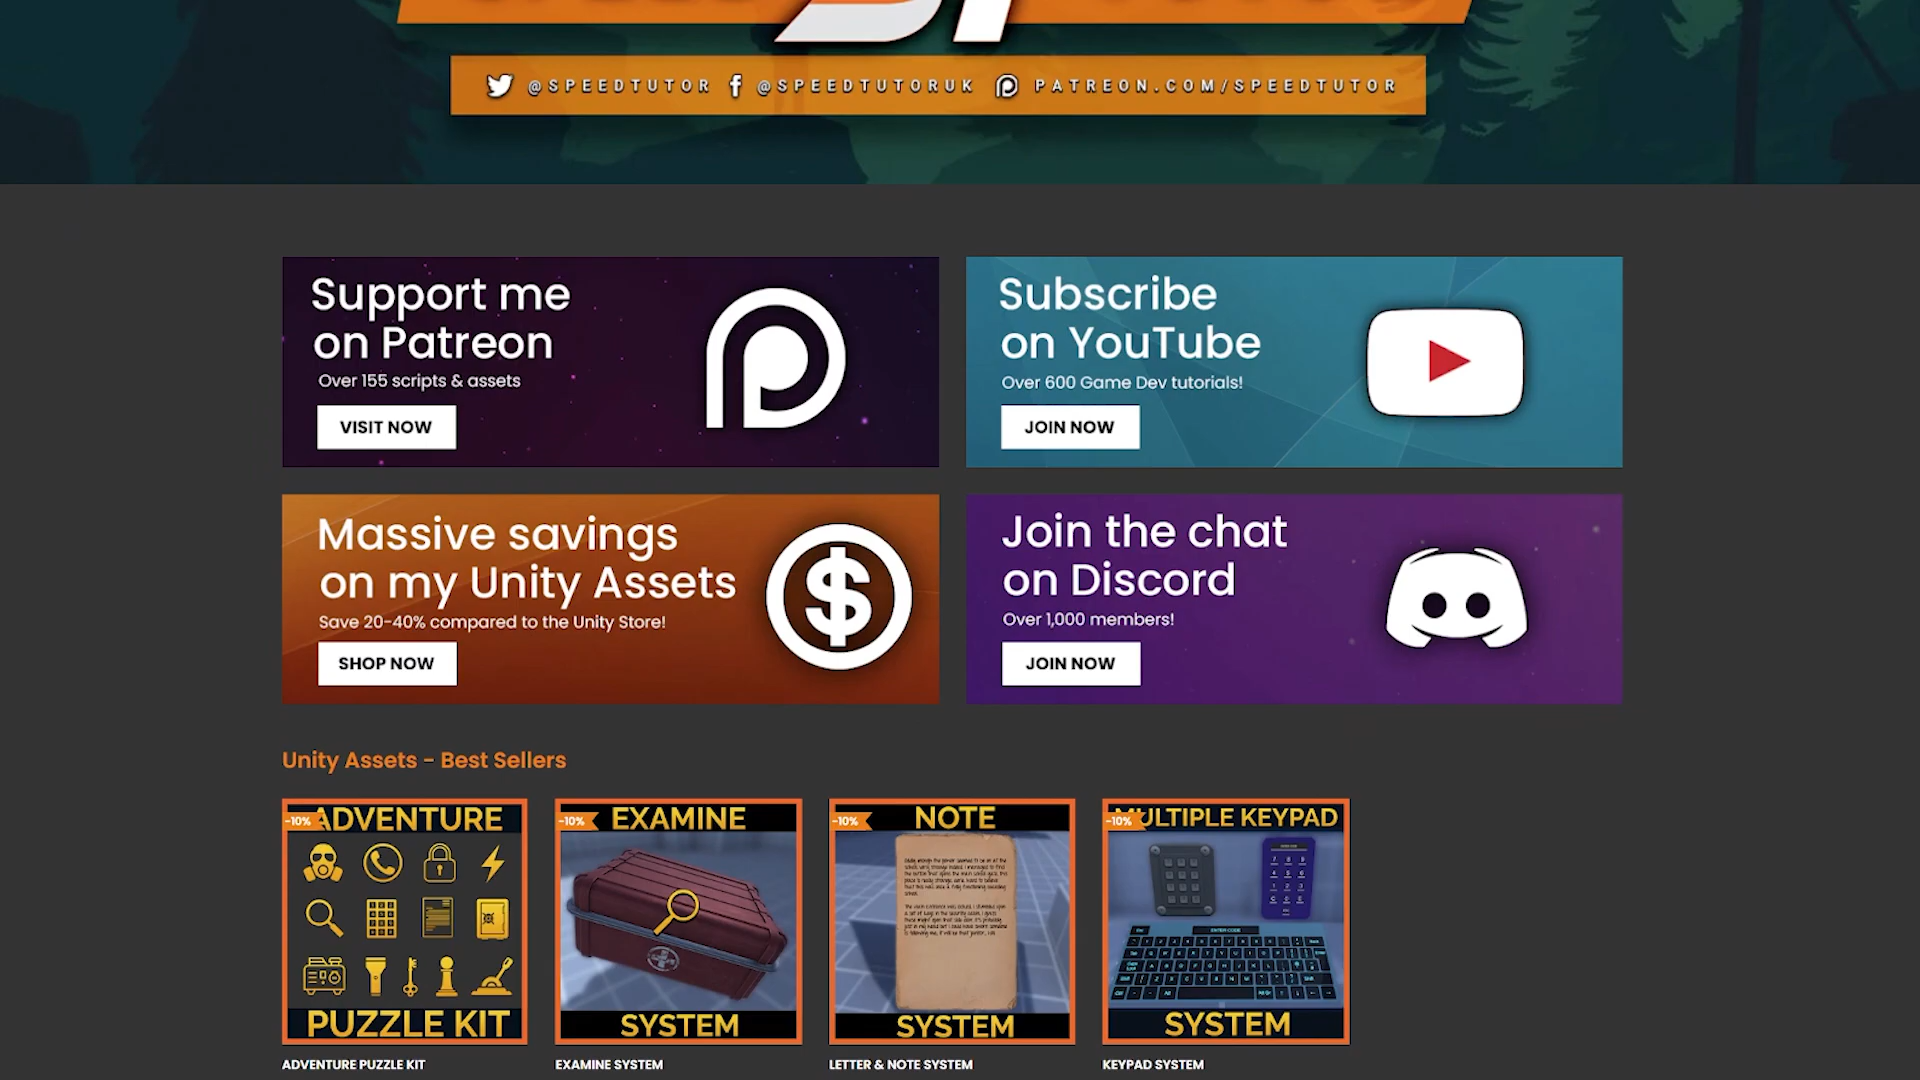 @SPEEDTUTOR @SPEEDTUTORUK PATREON.COM/SPEEDTUTOR
Support me
on Patreon
Over 155 scripts & assets
VISIT NOW
Subscribe
on YouTube
Over 600 Game Dev tutorials!
JOIN NOW
Massive savings
on my Unity Assets
Save 20-40% compared to the Unity Store!
SHOP NOW
Join the chat
on Discord
Over 1,000 members!
JOIN NOW
Unity Assets - Best Sellers
-10%
ADVENTURE
PUZZLE KIT
ADVENTURE PUZZLE KIT
-10%
EXAMINE
SYSTEM
EXAMINE SYSTEM
-10%
NOTE
SYSTEM
LETTER & NOTE SYSTEM
-10%
MULTIPLE KEYPAD
ENTER CODE
SYSTEM
KEYPAD SYSTEM